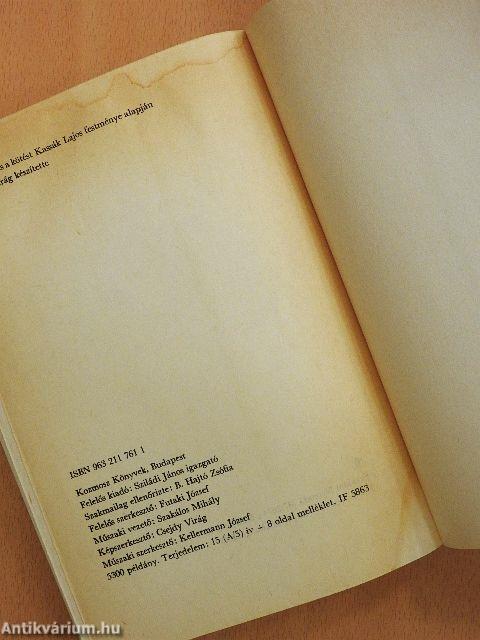 s a kötést Kassák Lajos festménye alapján
rág készítette
ISBN 963 211 761 1
Kozmosz Könyvek, Budapest
Felelős kiadó: Sziládi János igazgató
Szakmailag ellenőrizte: B. Hajtó Zsófia
Felelős szerkesztő: Futaki József
Műszaki vezető: Szakálos Mihály
Képszerkesztő: Csejdy Virág
Műszaki szerkesztő: Kellermann József
5300 példány. Terjedelem: 15 (A/5) ív + 8 oldal melléklet. IF 5863
Antikvárium.hu